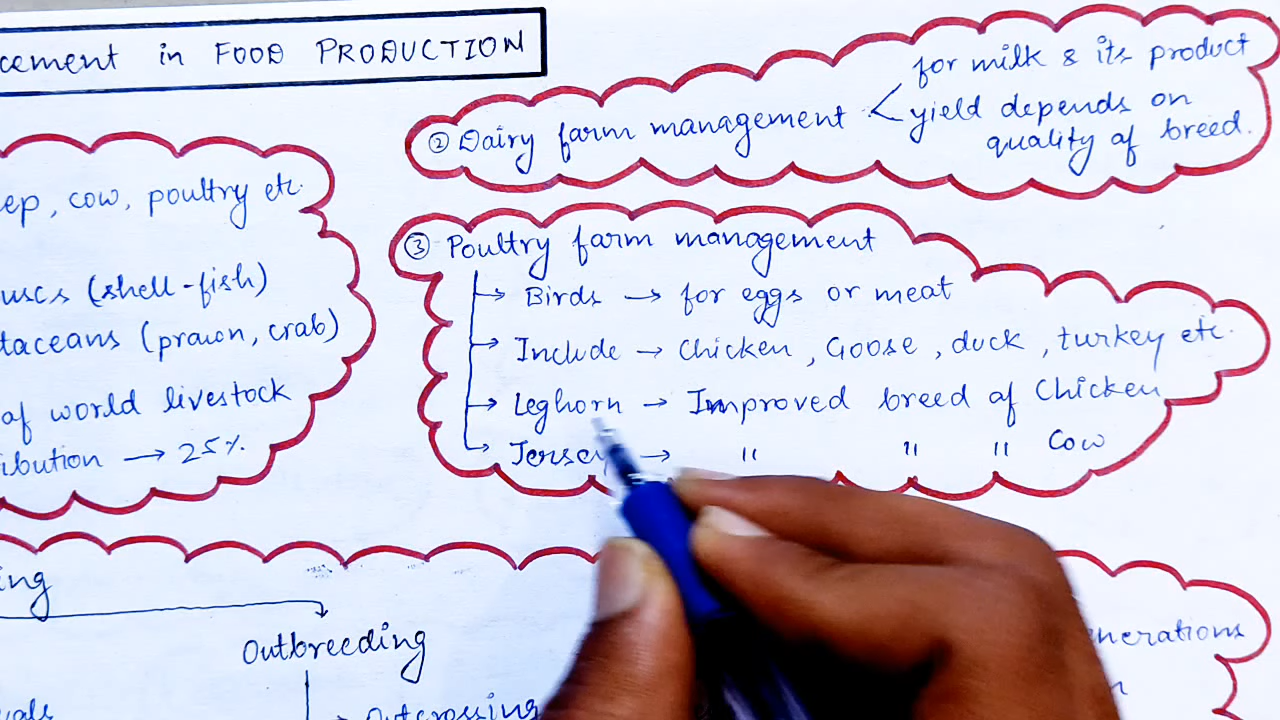 cement in FOOD PRODUCTION
② Dairy farm management < for milk & its product
yield depends on
quality of breed.
ep, cow, poultry etc.
uscs (shell-fish)
taceans (prawn, crab)
of world livestock
ibution → 25%
③ Poultry farm management
→ Birds → for eggs or meat
→ Include → Chicken, Goose, duck, turkey etc.
→ Leghorn → Improved breed of Chicken
→ Jersey → " " " Cow
ing
Outbreeding
→ Outcrossing
nerations